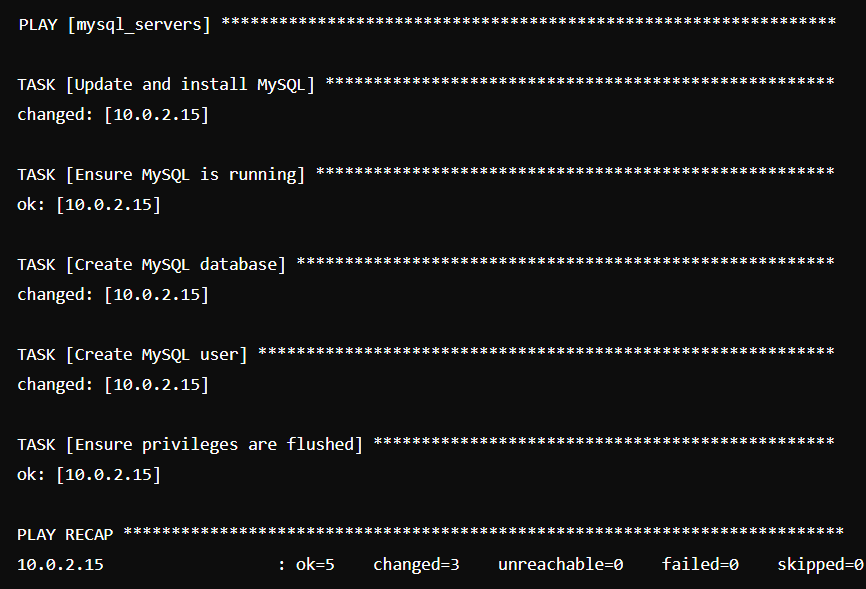 PLAY [mysql_servers] ****************************************************************
TASK [Update and install MySQL] *****************************************************
changed: [10.0.2.15]
TASK [Ensure MySQL is running] ******************************************************
ok: [10.0.2.15]
TASK [Create MySQL database] ********************************************************
changed: [10.0.2.15]
TASK [Create MySQL user] ************************************************************
changed: [10.0.2.15]
TASK [Ensure privileges are flushed] ************************************************
ok: [10.0.2.15]
PLAY RECAP ***************************************************************************
10.0.2.15                  : ok=5    changed=3    unreachable=0    failed=0    skipped=0